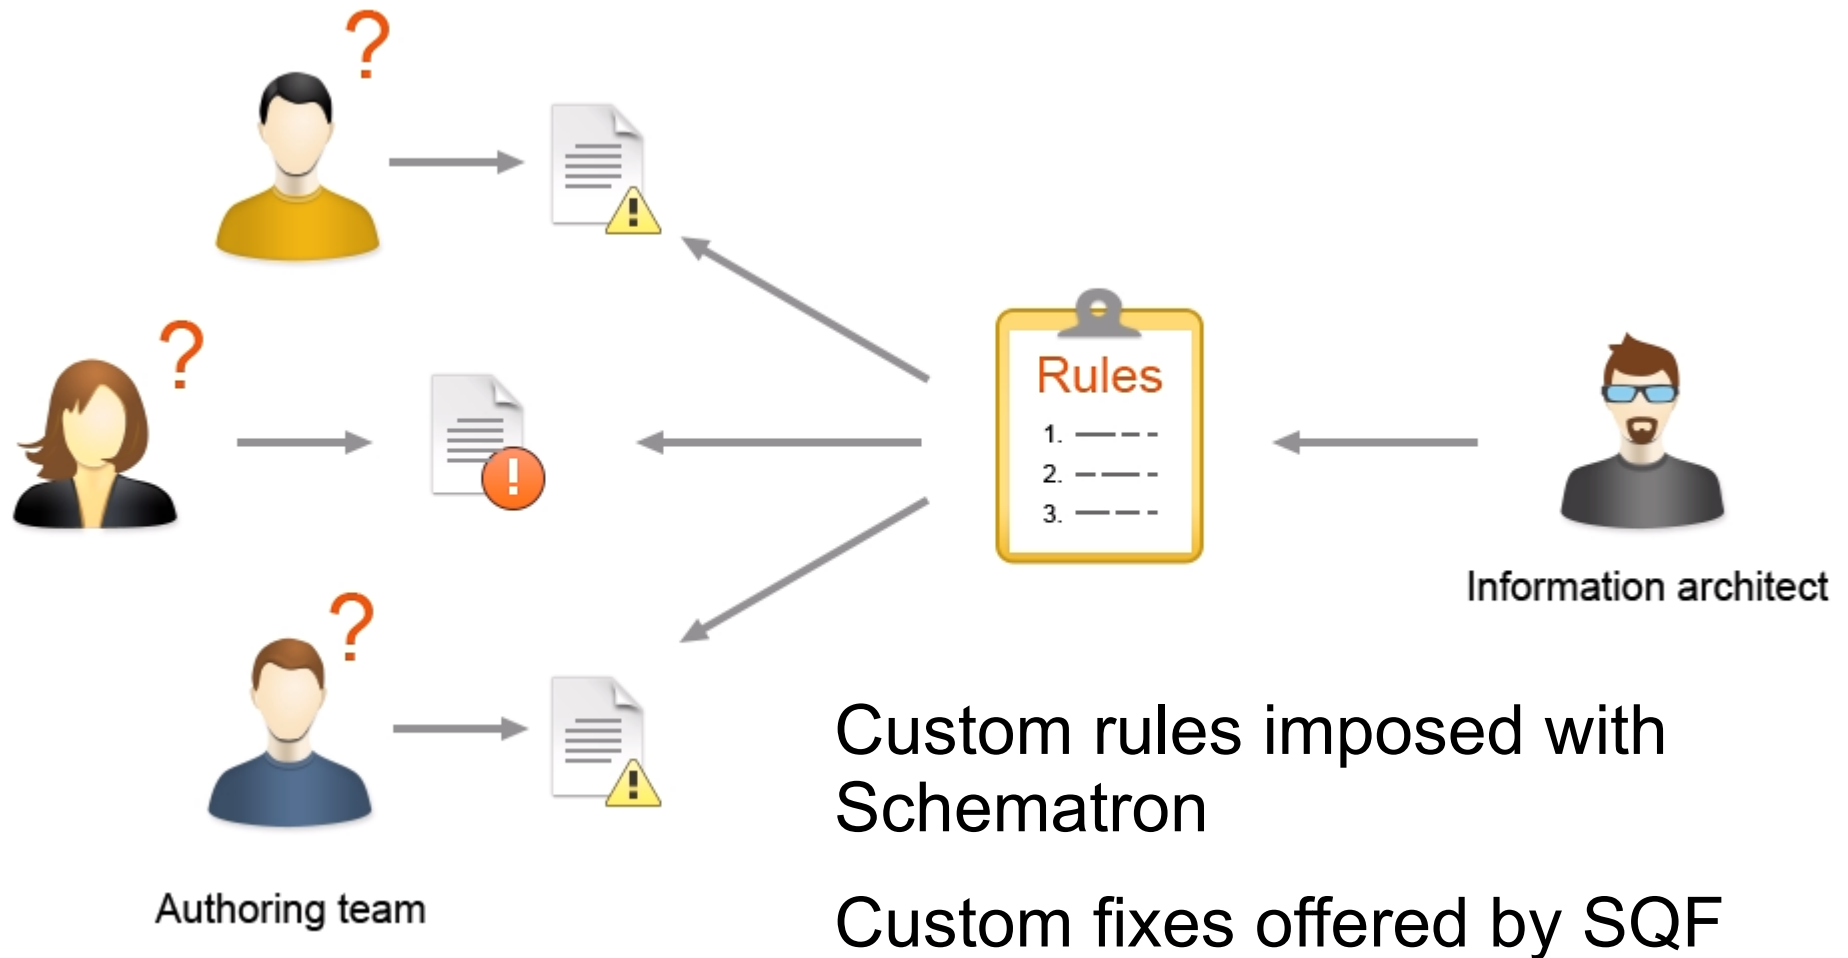 ?
?
Rules
1.
2.
3.
Information architect
?
Custom rules imposed with
Schematron
Authoring team
Custom fixes offered by SQF